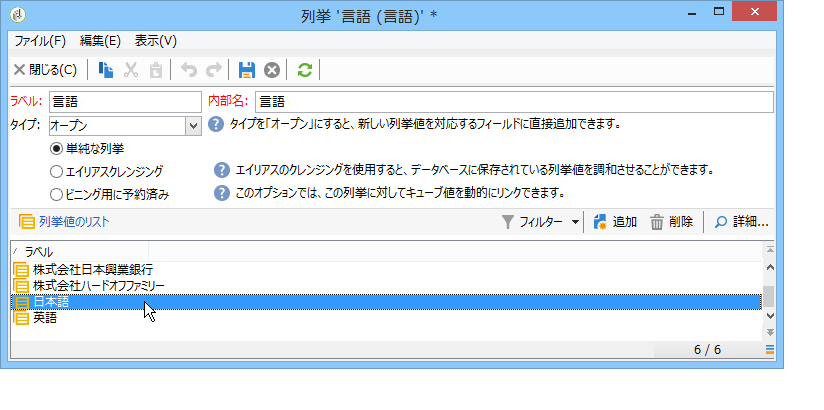 列挙 '言語 (言語)' *
ファイル(F) 編集(E) 表示(V)
閉じる(C)
ラベル: 言語 内部名: 言語
タイプ: オープン タイプを「オープン」にすると、新しい列挙値を対応するフィールドに直接追加できます。
単純な列挙
エイリアスクレンジング エイリアスのクレンジングを使用すると、データベースに保存されている列挙値を調和させることができます。
ビニング用に予約済み このオプションでは、この列挙に対してキューブ値を動的にリンクできます。
列挙値のリスト フィルター 追加 削除 詳細...
ラベル
株式会社日本興業銀行
株式会社ハードオフファミリー
日本語
英語
6 / 6